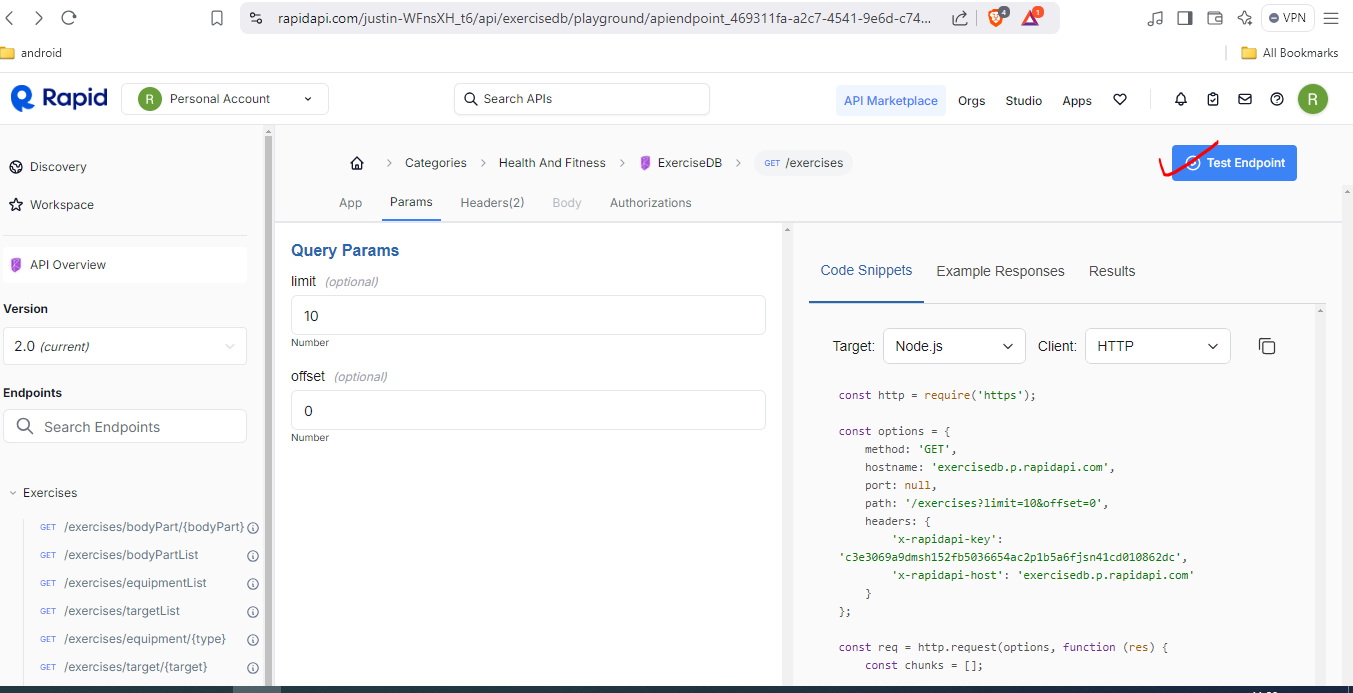 rapidapi.com/justin-WFnsXH_t6/api/exercisedb/playground/apiendpoint_469311fa-a2c7-4541-9e6d-c74...
4
1
VPN
android
All Bookmarks
Rapid
R
Personal Account
Search APIs
API Marketplace
Orgs
Studio
Apps
R
Discovery
Workspace
API Overview
Version
2.0 (current)
Endpoints
Search Endpoints
Exercises
GET /exercises/bodyPart/{bodyPart}
GET /exercises/bodyPartList
GET /exercises/equipmentList
GET /exercises/targetList
GET /exercises/equipment/{type}
GET /exercises/target/{target}
Categories
Health And Fitness
ExerciseDB
GET /exercises
Test Endpoint
App
Params
Headers(2)
Body
Authorizations
Query Params
limit (optional)
10
Number
offset (optional)
0
Number
Code Snippets
Example Responses
Results
Target:
Node.js
Client:
HTTP
const http = require('https');
const options = {
method: 'GET',
hostname: 'exercisedb.p.rapidapi.com',
port: null,
path: '/exercises?limit=10&offset=0',
headers: {
'x-rapidapi-key':
'c3e3069a9dmsh152fb5036654ac2p1b5a6fjsn41cd010862dc',
'x-rapidapi-host': 'exercisedb.p.rapidapi.com'
}
};
const req = http.request(options, function (res) {
const chunks = [];